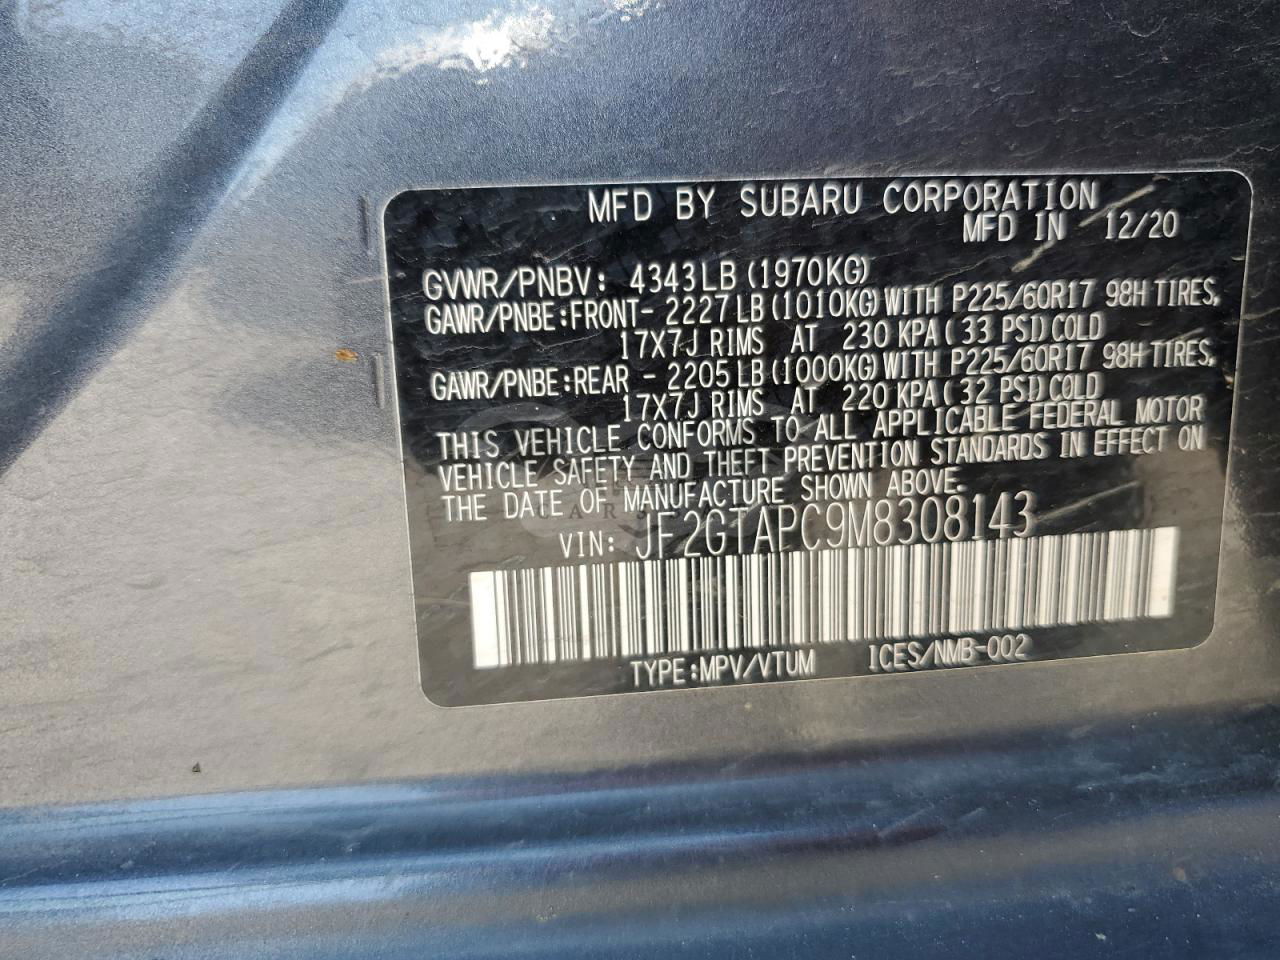 MFD BY SUBARU CORPORATION
MFD IN 12/20
GVWR/PNBV: 4343LB (1970KG)
GAWR/PNBE:FRONT- 2227 LB (1010KG) WITH P225/60R17 98H TIRES,
17X7J RIMS AT 230 KPA (33 PSI) COLD
GAWR/PNBE:REAR - 2205 LB (1000KG) WITH P225/60R17 98H TIRES,
17X7J RIMS AT 220 KPA (32 PSI) COLD
THIS VEHICLE CONFORMS TO ALL APPLICABLE FEDERAL MOTOR
VEHICLE SAFETY AND THEFT PREVENTION STANDARDS IN EFFECT ON
THE DATE OF MANUFACTURE SHOWN ABOVE.
VIN: JF2GTAPC9M8308143
TYPE:MPV/VTUM ICES/NMB-002